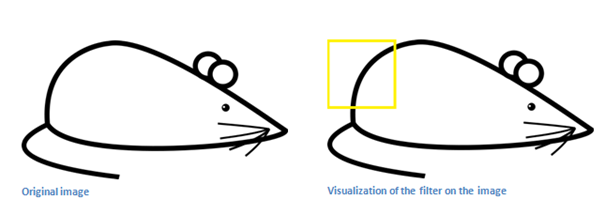 Original image
Visualization of the filter on the image